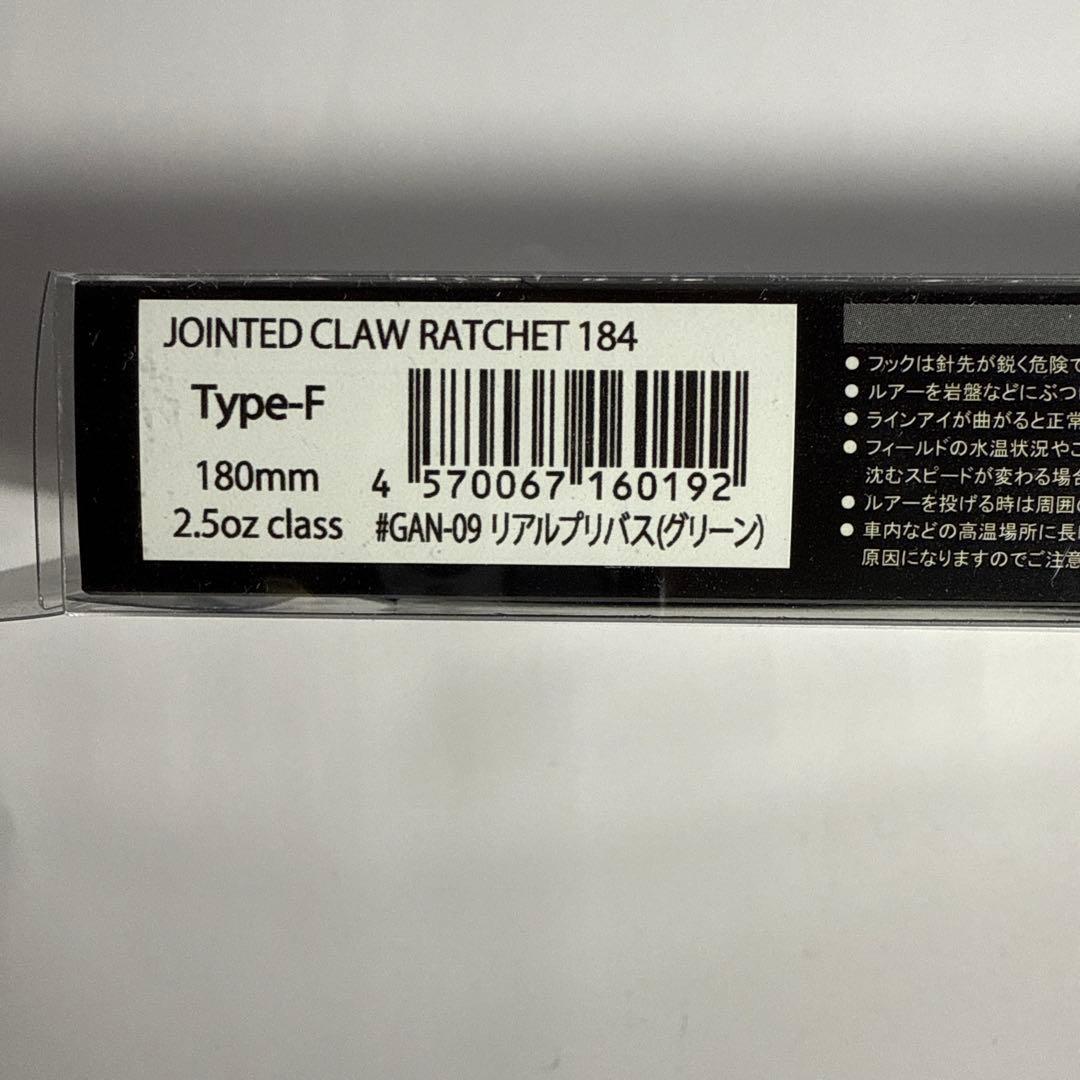 JOINTED CLAW RATCHET 184
Type-F
180mm
2.5oz class
4 570067 160192
#GAN-09 リアルプリバス(グリーン)
● フックは針先が鋭く危険で
● ルアーを岩盤などにぶつ
● ラインアイが曲がると正常
● フィールドの水温状況や
沈むスピードが変わる場合
● ルアーを投げる時は周囲
● 車内などの高温場所に長
原因になりますのでご注意